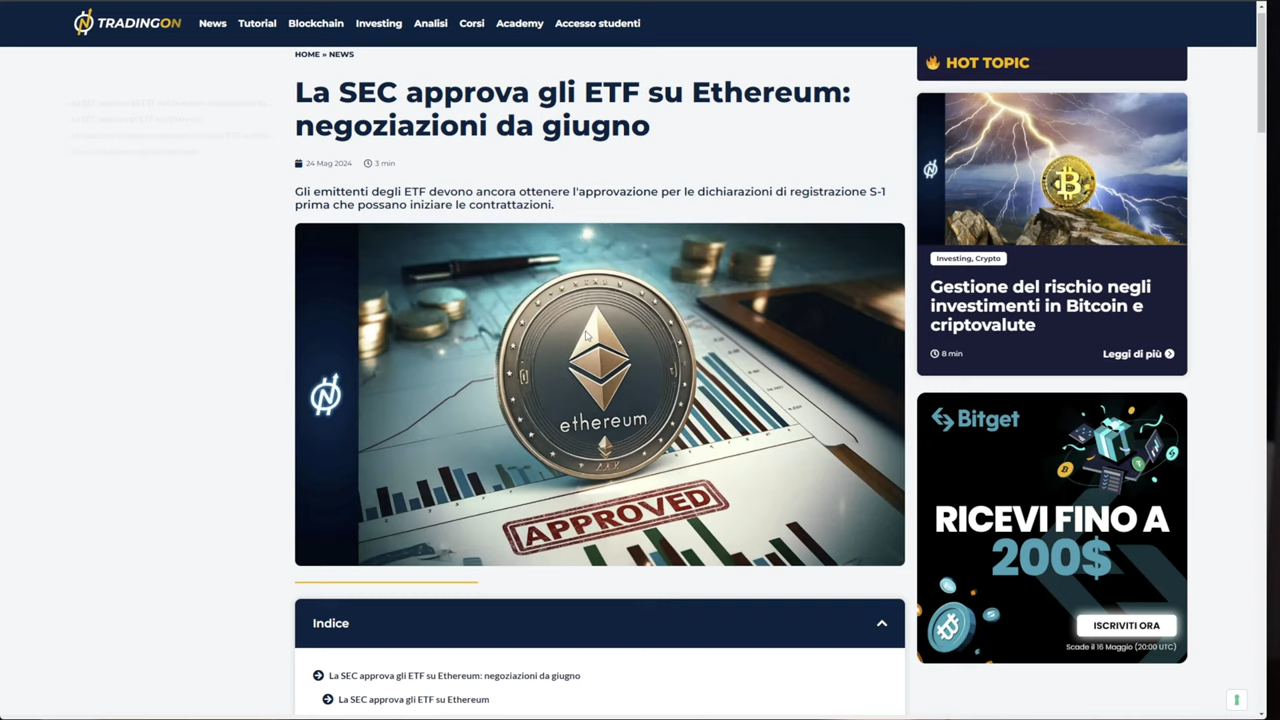 TRADINGON
News Tutorial Blockchain Investing Analisi Corsi Academy Accesso studenti
HOME » NEWS
La SEC approva gli ETF su Ethereum:
negoziazioni da giugno
24 Mag 2024 3 min
Gli emittenti degli ETF devono ancora ottenere l'approvazione per le dichiarazioni di registrazione S-1
prima che possano iniziare le contrattazioni.
ethereum
APPROVED
Indice
La SEC approva gli ETF su Ethereum: negoziazioni da giugno
La SEC approva gli ETF su Ethereum
HOT TOPIC
Investing, Crypto
Gestione del rischio negli
investimenti in Bitcoin e
criptovalute
8 min Leggi di più
Bitget
RICEVI FINO A
200$
ISCRIVITI ORA
Scade il 16 Maggio (20:00 UTC)